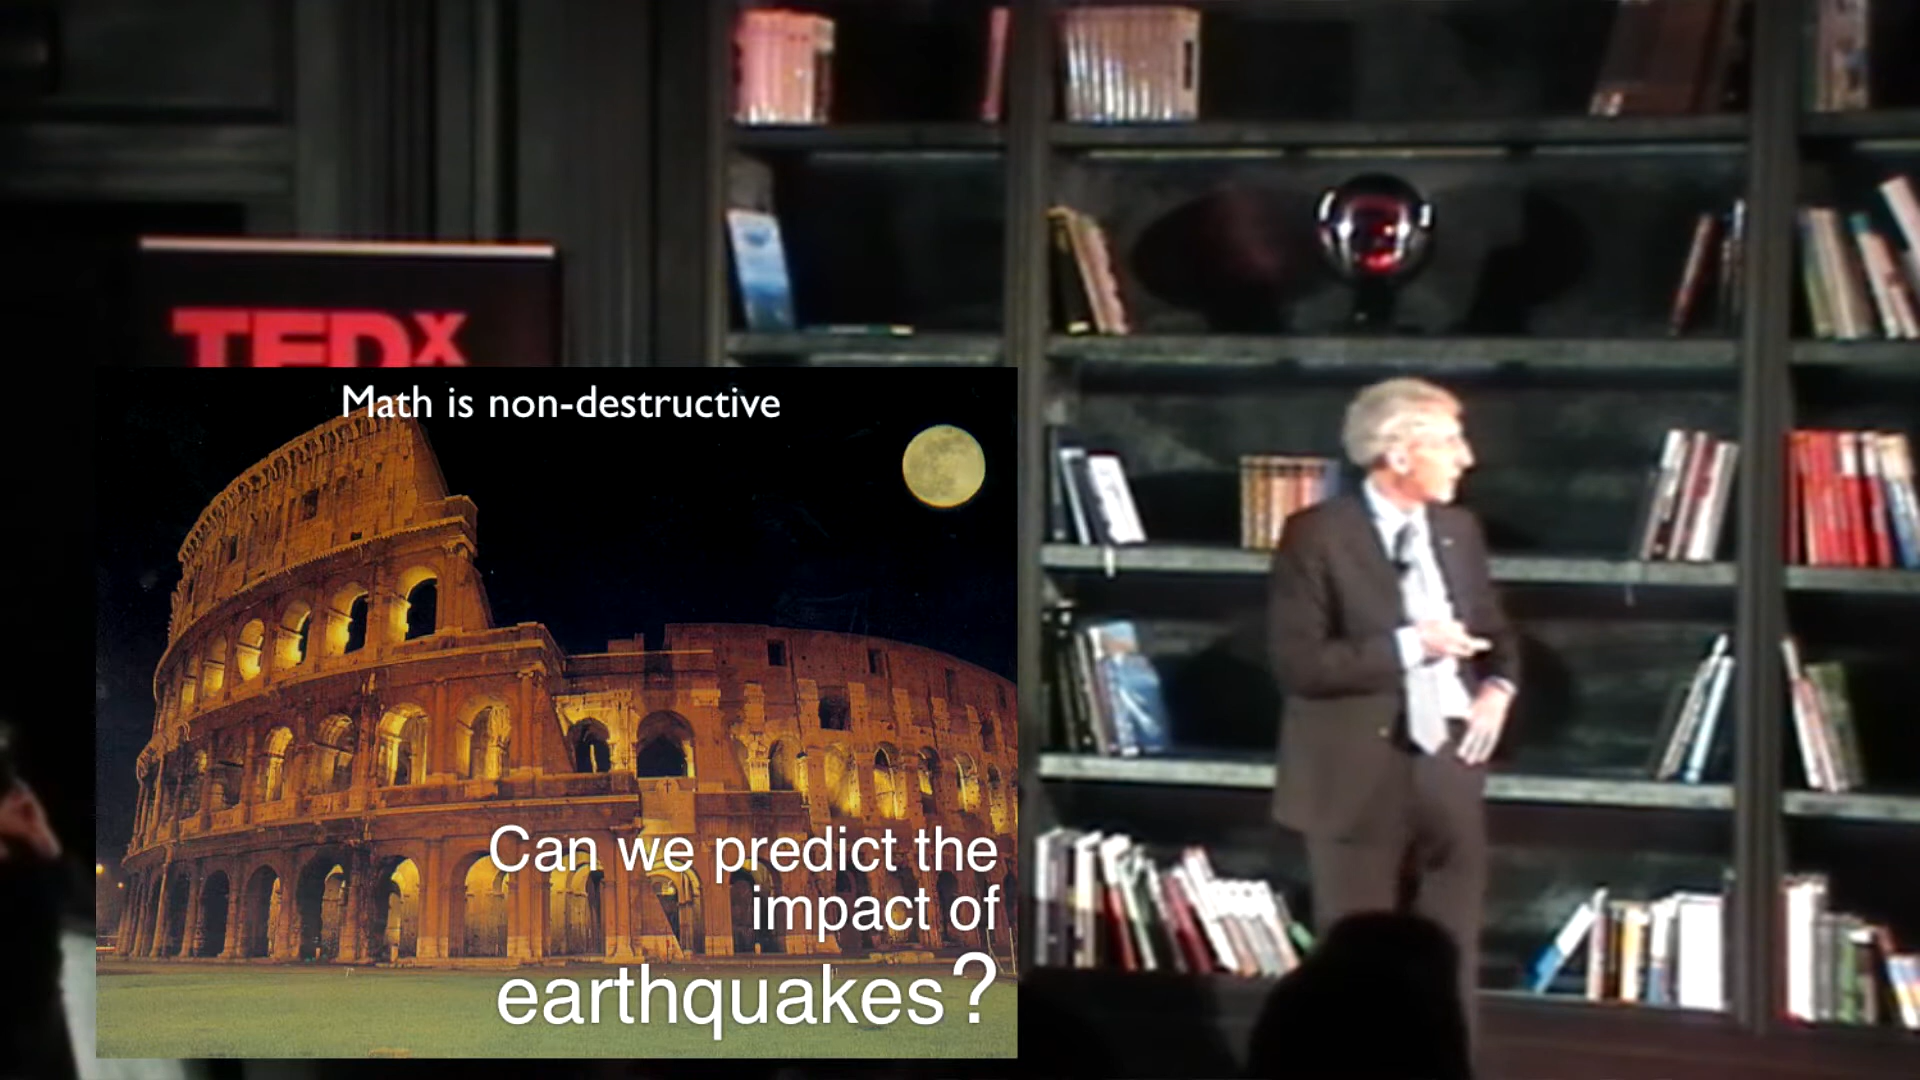 TEDx
Math is non-destructive
Can we predict the
impact of
earthquakes?